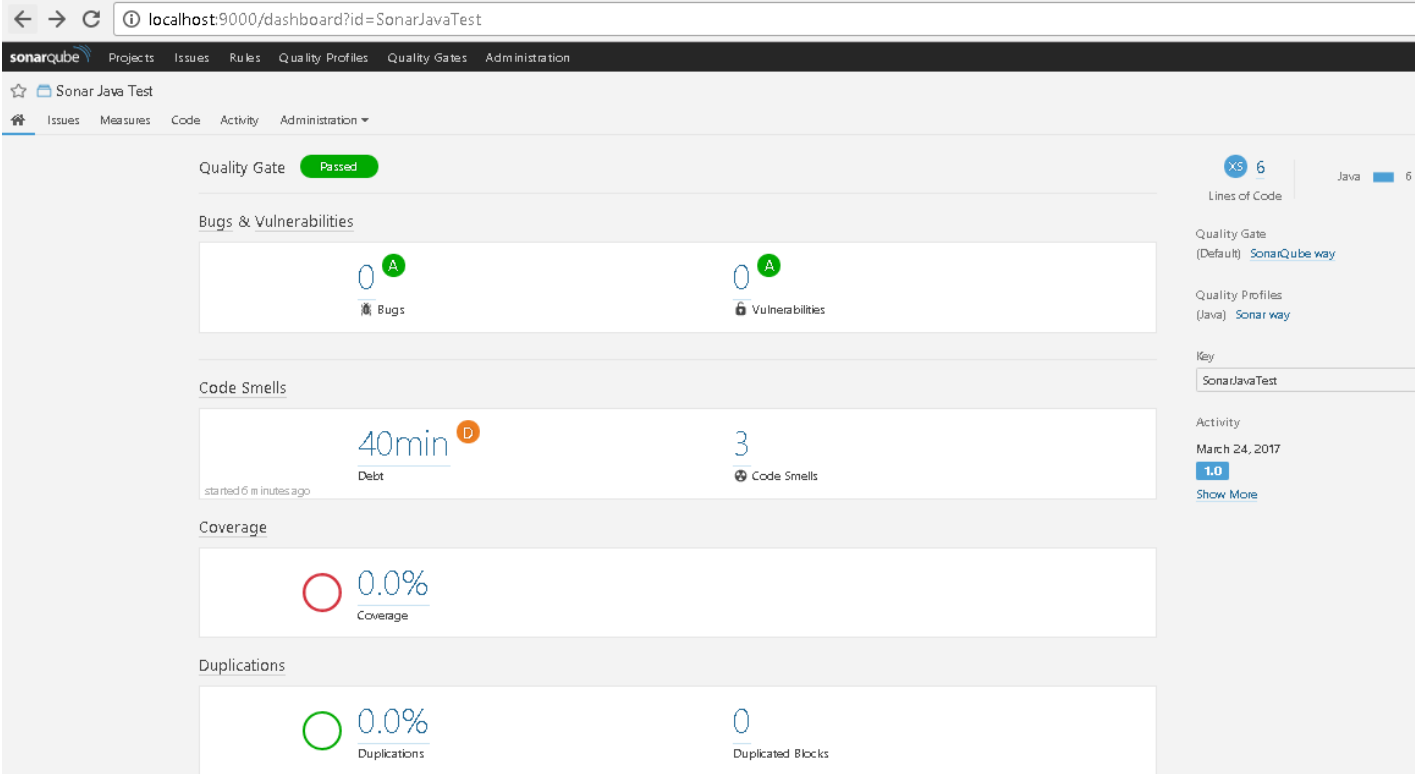 localhost:9000/dashboard?id=SonarJavaTest
sonarqube Projects Issues Rules Quality Profiles Quality Gates Administration
Sonar Java Test
Issues Measures Code Activity Administration
Quality Gate Passed
Bugs & Vulnerabilities
0 A
Bugs
0 A
Vulnerabilities
Code Smells
40min D
Debt
started 6 minutes ago
3
Code Smells
Coverage
0.0%
Coverage
Duplications
0.0%
Duplications
0
Duplicated Blocks
XS 6
Lines of Code
Java 6
Quality Gate
(Default) SonarQube way
Quality Profiles
(Java) Sonar way
Key
SonarJavaTest
Activity
March 24, 2017
1.0
Show More